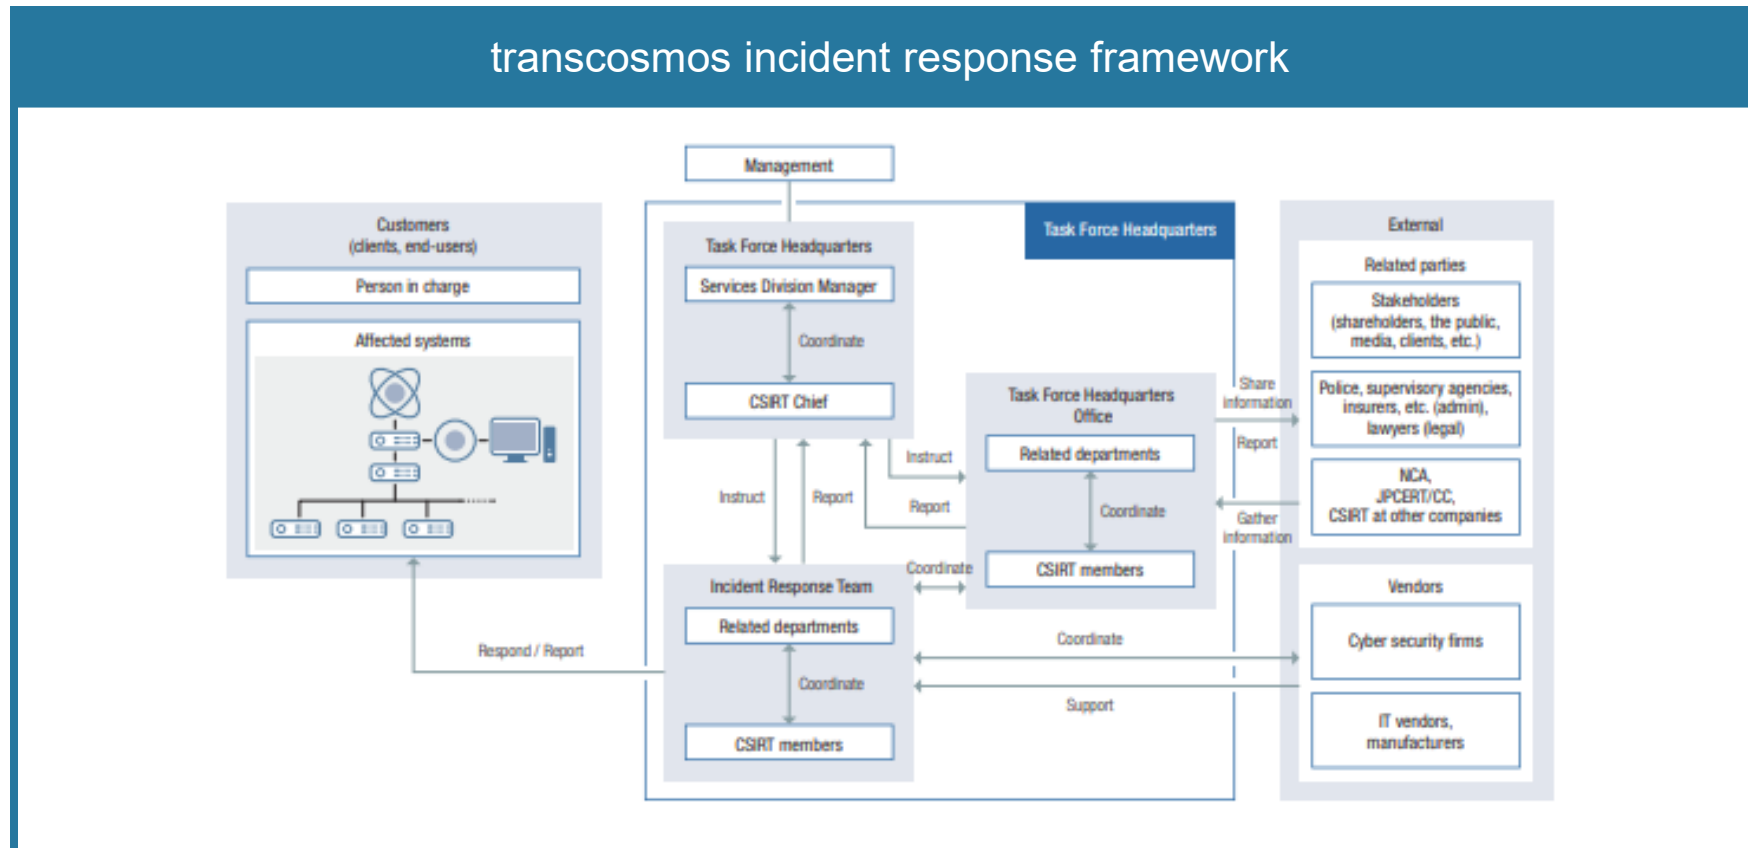 transcosmos incident response framework
Management
Customers
(clients, end-users)
Person in charge
Affected systems
Task Force Headquarters
Task Force Headquarters
Services Division Manager
Coordinate
CSIRT Chief
Instruct
Report
Instruct
Report
Task Force Headquarters
Office
Related departments
Coordinate
CSIRT members
Coordinate
Incident Response Team
Related departments
Coordinate
CSIRT members
Respond / Report
Share
information
Report
Gather
information
Coordinate
Support
External
Related parties
Stakeholders
(shareholders, the public,
media, clients, etc.)
Police, supervisory agencies,
insurers, etc. (admin),
lawyers (legal)
NCA,
JPCERT/CC,
CSIRT at other companies
Vendors
Cyber security firms
IT vendors,
manufacturers